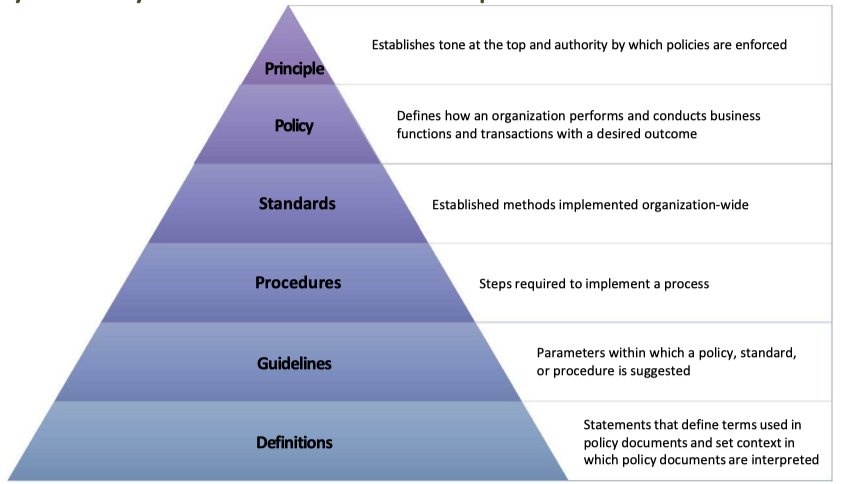 Establishes tone at the top and authority by which policies are enforced
Principle
Policy
Defines how an organization performs and conducts business
functions and transactions with a desired outcome
Standards
Established methods implemented organization-wide
Procedures
Steps required to implement a process
Guidelines
Parameters within which a policy, standard,
or procedure is suggested
Definitions
Statements that define terms used in
policy documents and set context in
which policy documents are interpreted